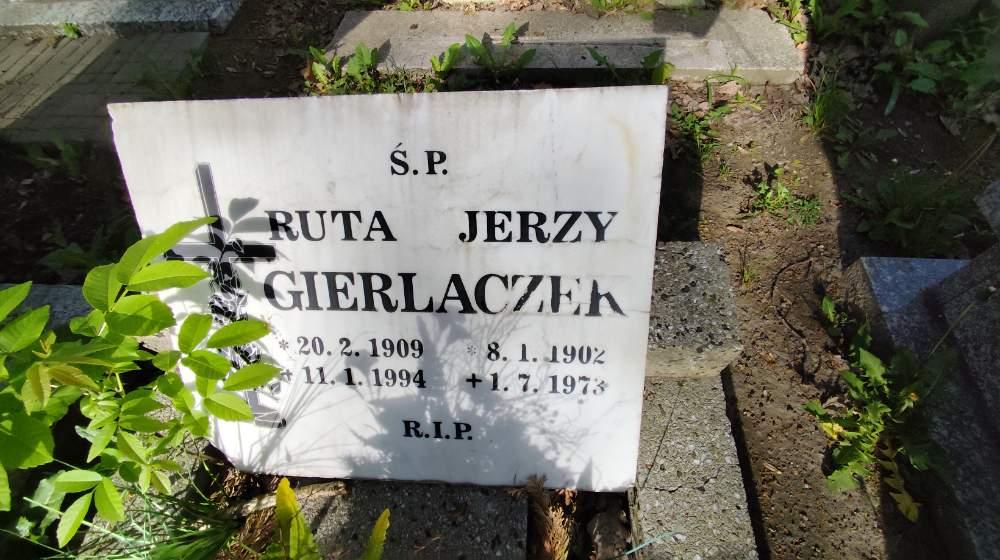 Ś.P.
RUTA JERZY
GIERLACZEK
* 20. 2. 1909 * 8. 1. 1902
+ 11. 1. 1994 + 1. 7. 1973
R.I.P.